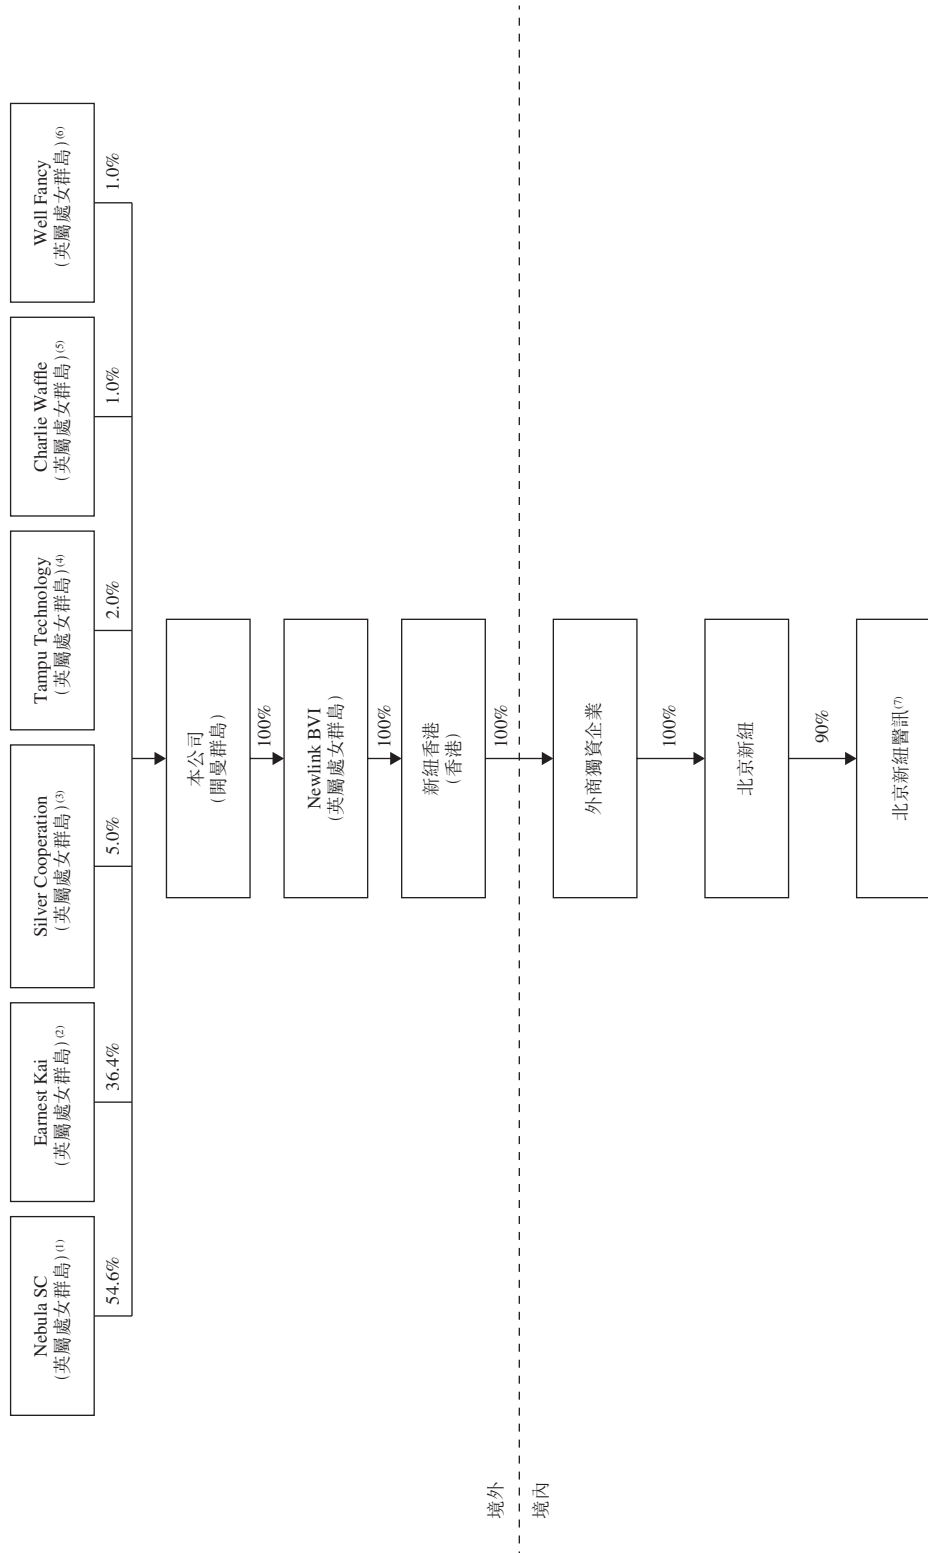 Nebula SC
(英屬處女群島)(1)
Earnest Kai
(英屬處女群島)(2)
Silver Cooperation
(英屬處女群島)(3)
Tampu Technology
(英屬處女群島)(4)
Charlie Waffle
(英屬處女群島)(5)
Well Fancy
(英屬處女群島)(6)
54.6%
36.4%
5.0%
2.0%
1.0%
1.0%
本公司
(開曼群島)
100%
Newlink BVI
(英屬處女群島)
100%
新紐香港
(香港)
100%
境外
境內
外商獨資企業
100%
北京新紐
90%
北京新紐醫訊(7)